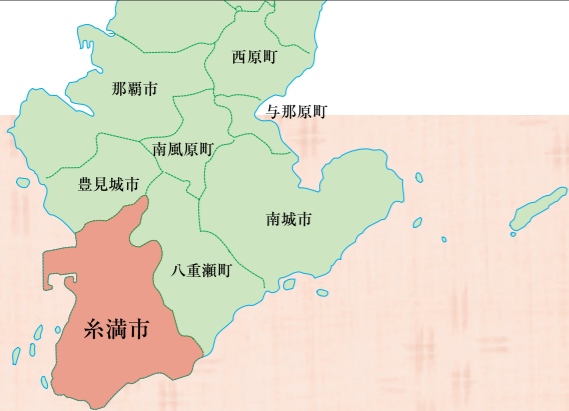 西原町
那覇市
与那原町
南風原町
豊見城市
南城市
八重瀬町
糸満市